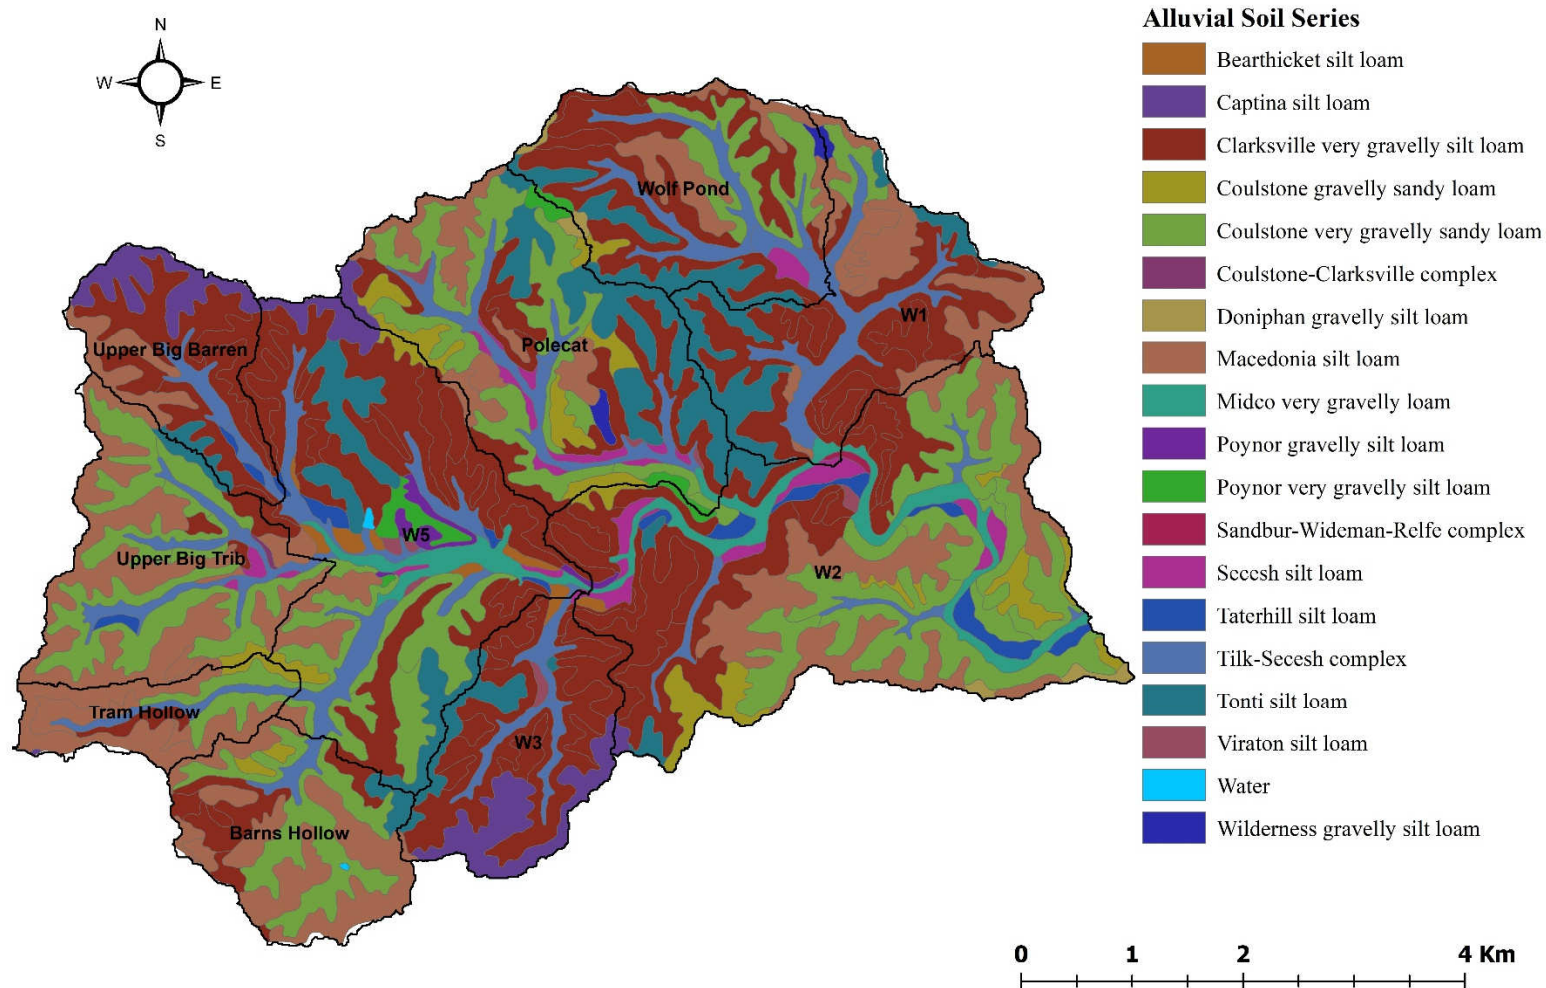 Alluvial Soil Series
N
W
E
S
Bearthicket silt loam
Captina silt loam
Clarksville very gravelly silt loam
Coulstone gravelly sandy loam
Coulstone very gravelly sandy loam
Coulstone-Clarksville complex
Doniphan gravelly silt loam
Macedonia silt loam
Midco very gravelly loam
Poynor gravelly silt loam
Poynor very gravelly silt loam
Sandbur-Wideman-Relfe complex
Secesh silt loam
Taterhill silt loam
Tilk-Secesh complex
Tonti silt loam
Viraton silt loam
Water
Wilderness gravelly silt loam
Wolf Pond
W1
Polecat
Upper Big Barren
W5
Upper Big Trib
W2
Tram Hollow
W3
Barns Hollow
0 1 2 4 Km